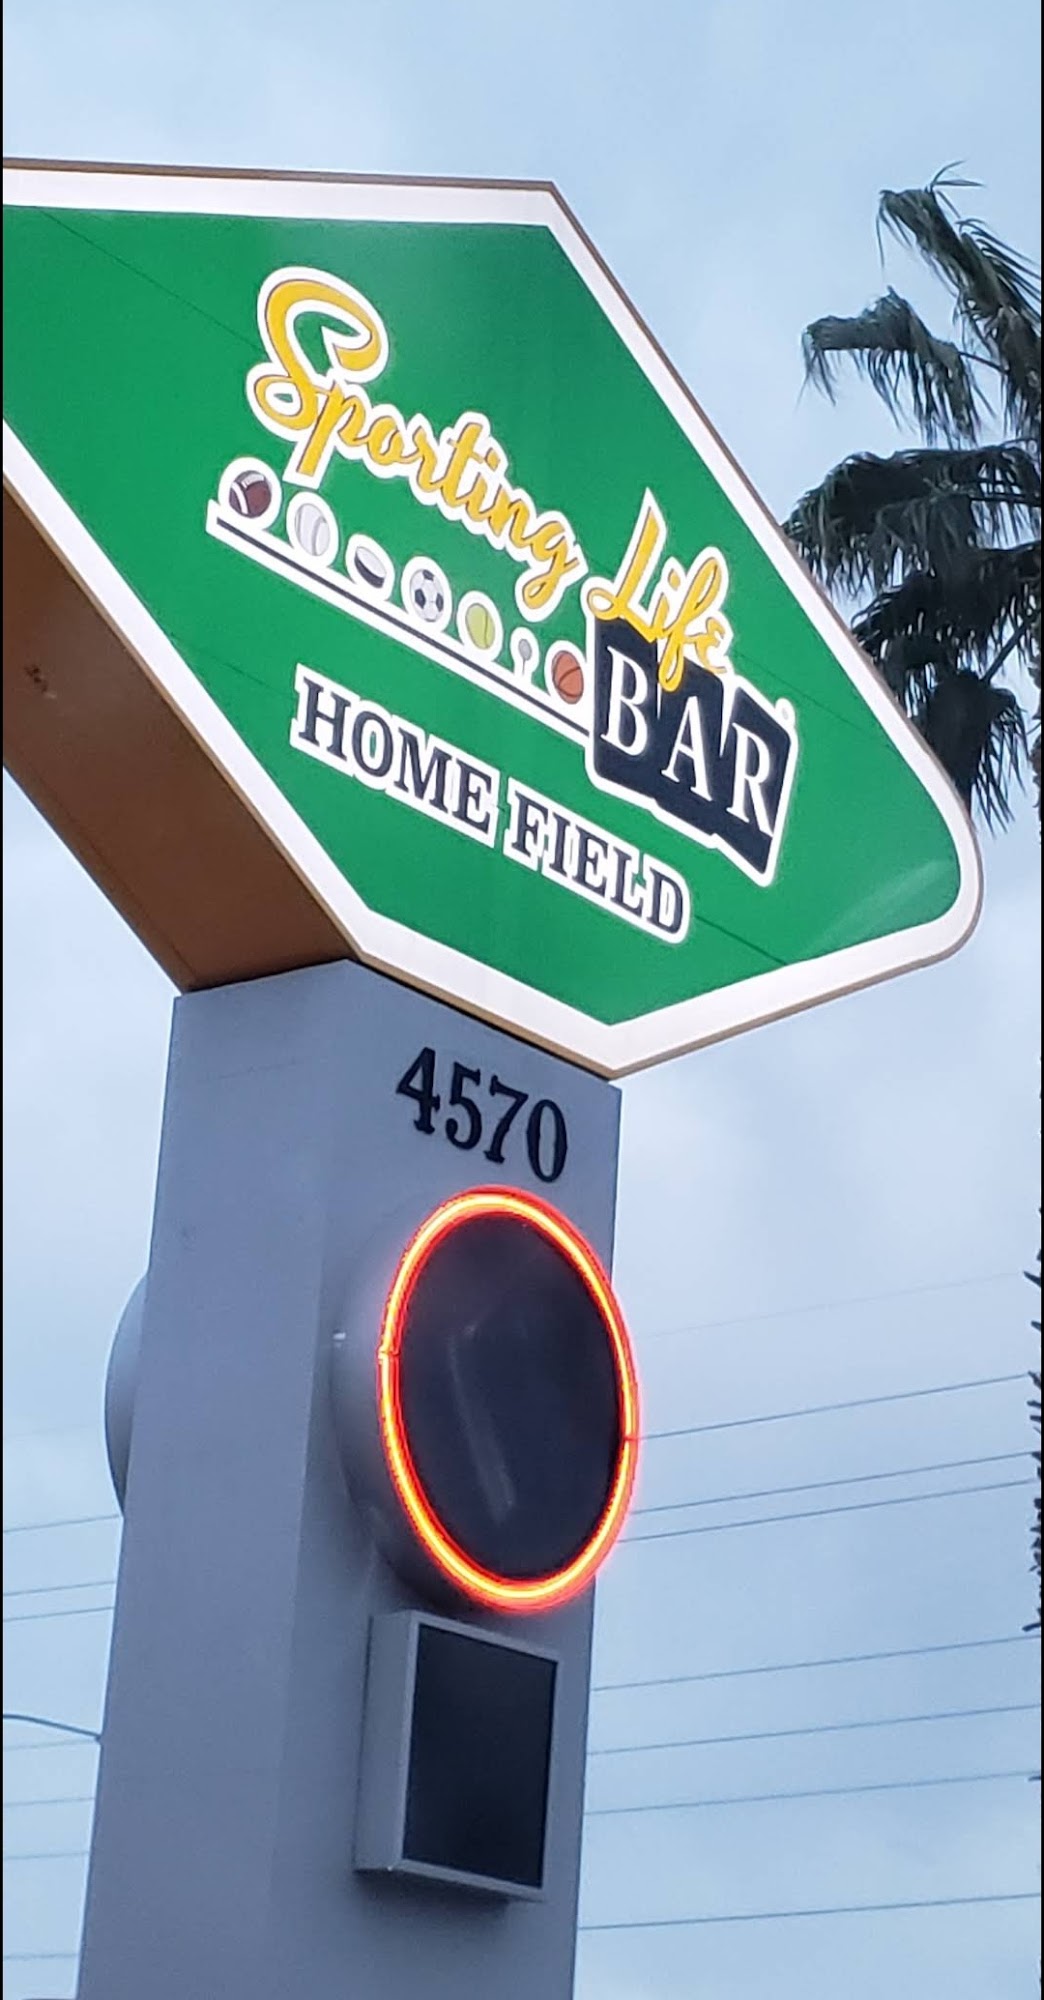 Sporting Life
BAR
HOME FIELD
4570